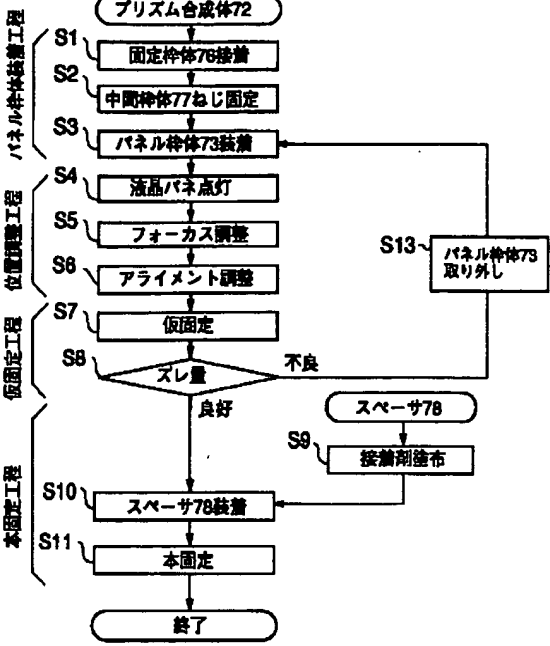 プリズム合成体72
S1
固定枠体76接着
S2
中間枠体77ねじ固定
S3
パネル枠体73装着
パネル枠体装着工程
S4
液晶パネ点灯
S5
フォーカス調整
S6
アライメント調整
位置調整工程
S13
パネル枠体73
取り外し
S7
仮固定
S8
ズレ量
不良
良好
仮固定工程
スペーサ78
S9
接着剤塗布
S10
スペーサ78装着
S11
本固定
本固定工程
終了